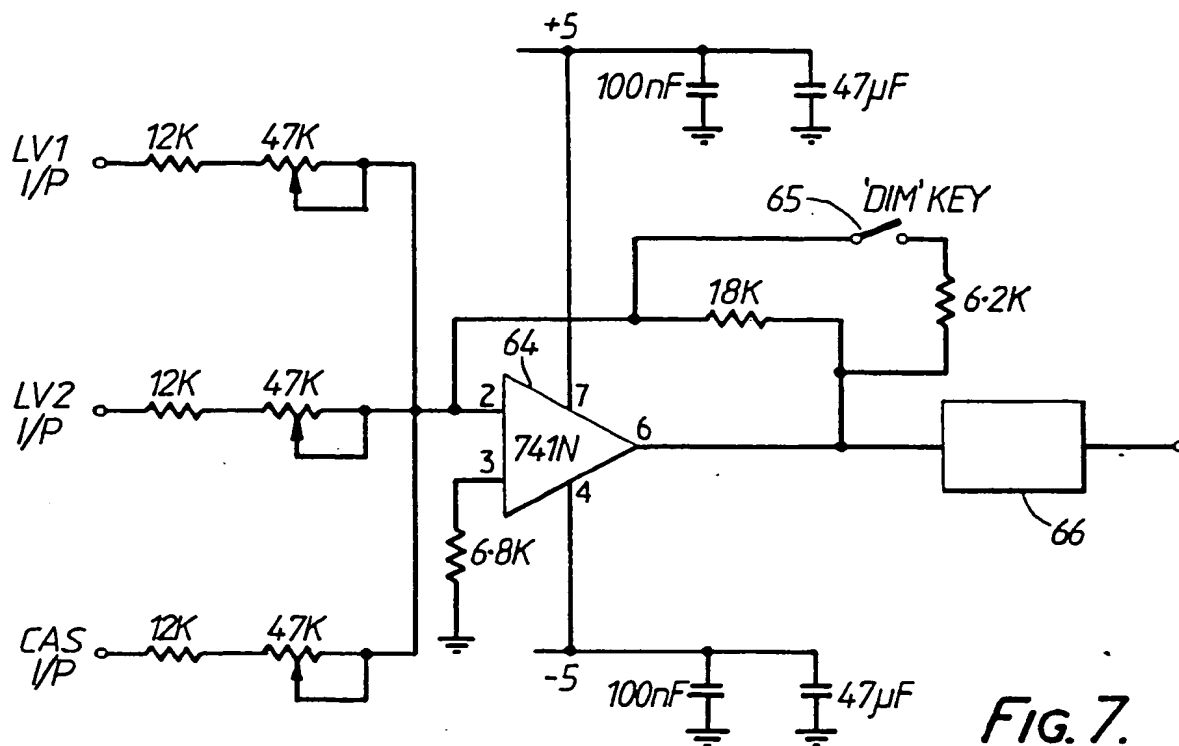 +5
100nF
47µF
LV1
I/P
12K
47K
65
'DIM' KEY
18K
6·2K
64
LV2
I/P
12K
47K
2
7
741N
6
3
4
6·8K
66
CAS
I/P
12K
47K
-5
100nF
47µF
FIG. 7.